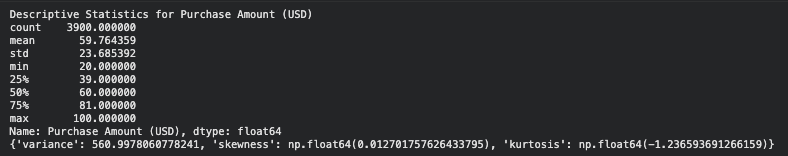 Descriptive Statistics for Purchase Amount (USD)
count    3900.000000
mean       59.764359
std        23.685392
min        20.000000
25%        39.000000
50%        60.000000
75%        81.000000
max       100.000000
Name: Purchase Amount (USD), dtype: float64
{'variance': 560.9978060778241, 'skewness': np.float64(0.012701757626433795), 'kurtosis': np.float64(-1.236593691266159)}